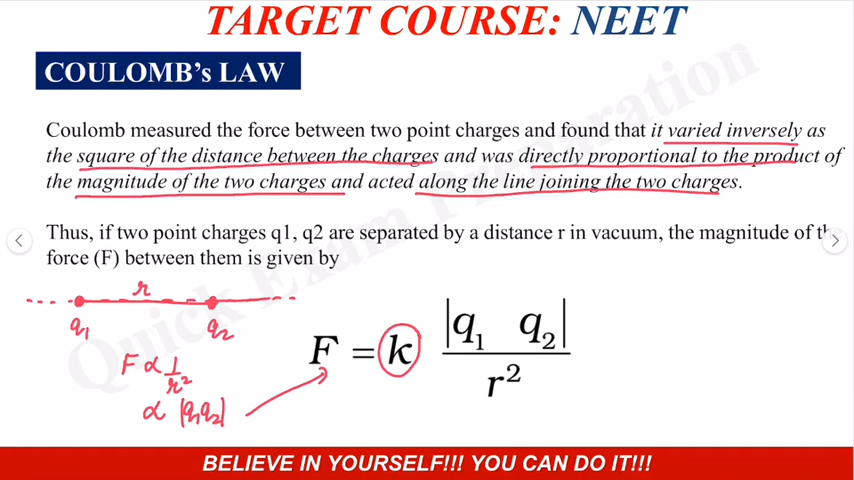 TARGET COURSE: NEET
COULOMB's LAW
Coulomb measured the force between two point charges and found that it varied inversely as
the square of the distance between the charges and was directly proportional to the product of
the magnitude of the two charges and acted along the line joining the two charges.
Thus, if two point charges q1, q2 are separated by a distance r in vacuum, the magnitude of the
force (F) between them is given by
r
q1 q2
F ∝ 1/r²
∝ |q1q2|
F = k |q₁ q₂| / r²
Quick Exam Preparation
BELIEVE IN YOURSELF!!! YOU CAN DO IT!!!